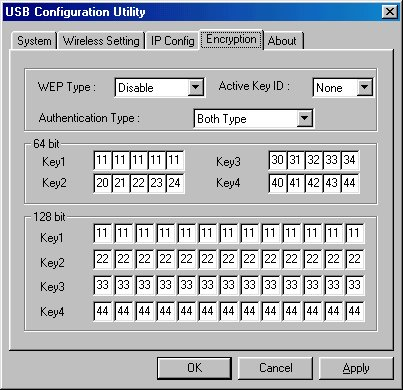 USB Configuration Utility
System Wireless Setting IP Config Encryption About
WEP Type : Disable Active Key ID : None
Authentication Type : Both Type
64 bit
Key1 11 11 11 11 11 Key3 30 31 32 33 34
Key2 20 21 22 23 24 Key4 40 41 42 43 44
128 bit
Key1 11 11 11 11 11 11 11 11 11 11 11 11 11
Key2 22 22 22 22 22 22 22 22 22 22 22 22 22
Key3 33 33 33 33 33 33 33 33 33 33 33 33 33
Key4 44 44 44 44 44 44 44 44 44 44 44 44 44
OK Cancel Apply